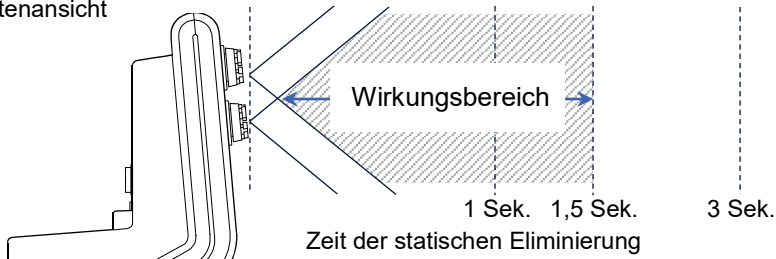 tenansicht
Wirkungsbereich
1 Sek. 1,5 Sek. 3 Sek.
Zeit der statischen Eliminierung